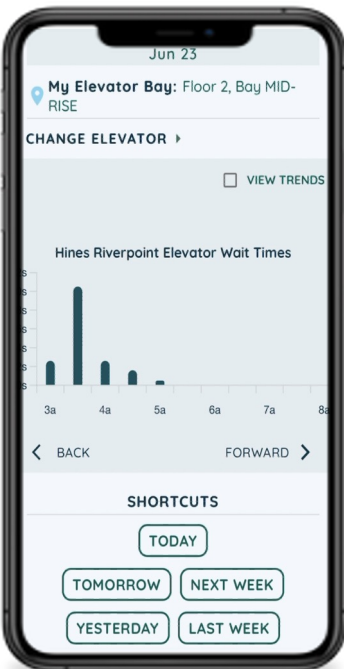 Jun 23
My Elevator Bay: Floor 2, Bay MID-
RISE
CHANGE ELEVATOR
VIEW TRENDS
Hines Riverpoint Elevator Wait Times
s
s
s
s
s
s
s
3a 4a 5a 6a 7a 8a
BACK FORWARD
SHORTCUTS
TODAY
TOMORROW NEXT WEEK
YESTERDAY LAST WEEK